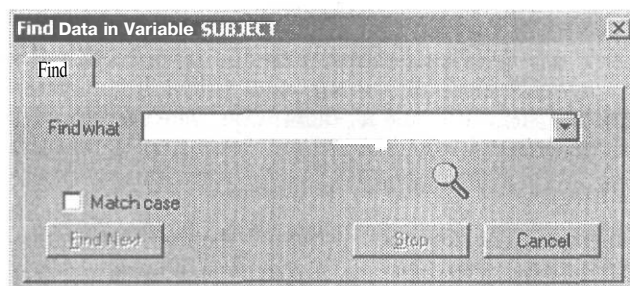 Find Data in Variable SUBJECT
Find
Find what
Match case
Find Next
Stop
Cancel